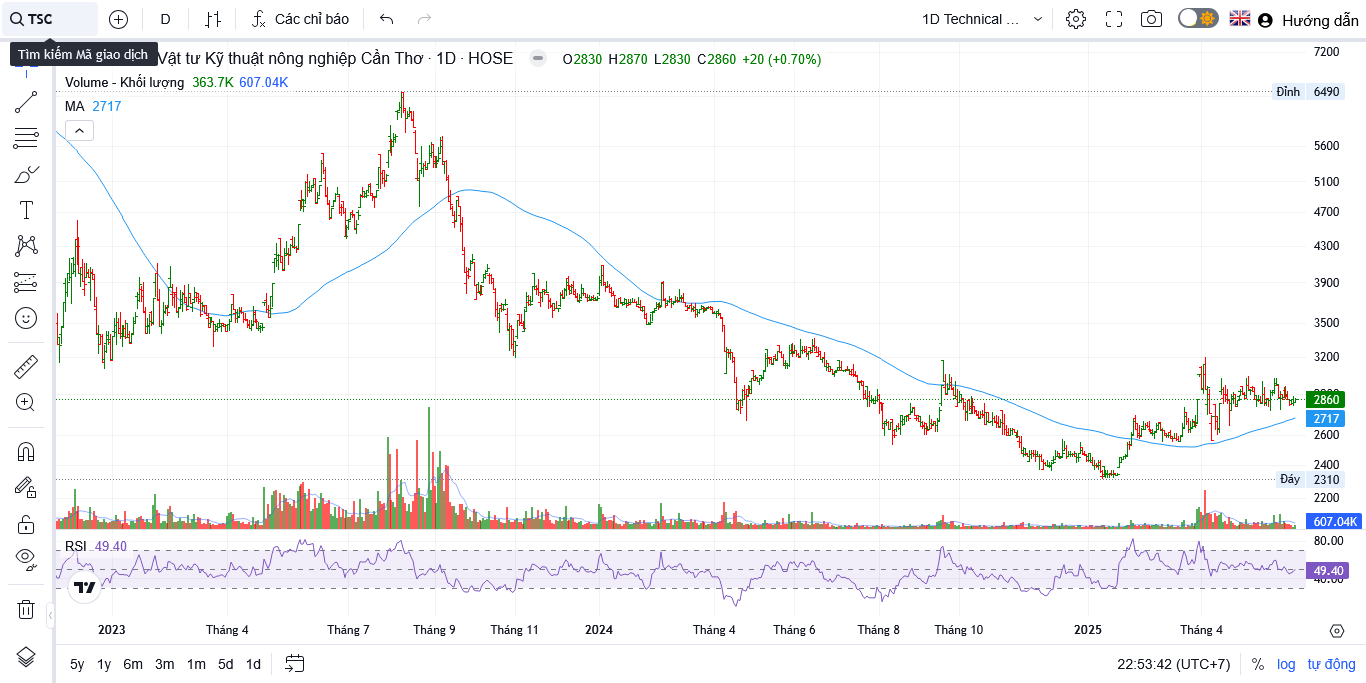 TSC
D
Các chỉ báo
1D Technical ...
Hướng dẫn
Tìm kiếm Mã giao dịch
Vật tư Kỹ thuật nông nghiệp Cần Thơ · 1D · HOSE
O2830 H2870 L2830 C2860 +20 (+0.70%)
Volume - Khối lượng 363.7K 607.04K
MA 2717
7200
Đỉnh 6490
5600
5100
4700
4300
3900
3500
3200
2860
2717
2600
2400
Đáy 2310
2200
607.04K
RSI 49.40
80.00
49.40
40.00
2023 Tháng 4 Tháng 7 Tháng 9 Tháng 11 2024 Tháng 4 Tháng 6 Tháng 8 Tháng 10 2025 Tháng 4
5y 1y 6m 3m 1m 5d 1d
22:53:42 (UTC+7) % log tự động